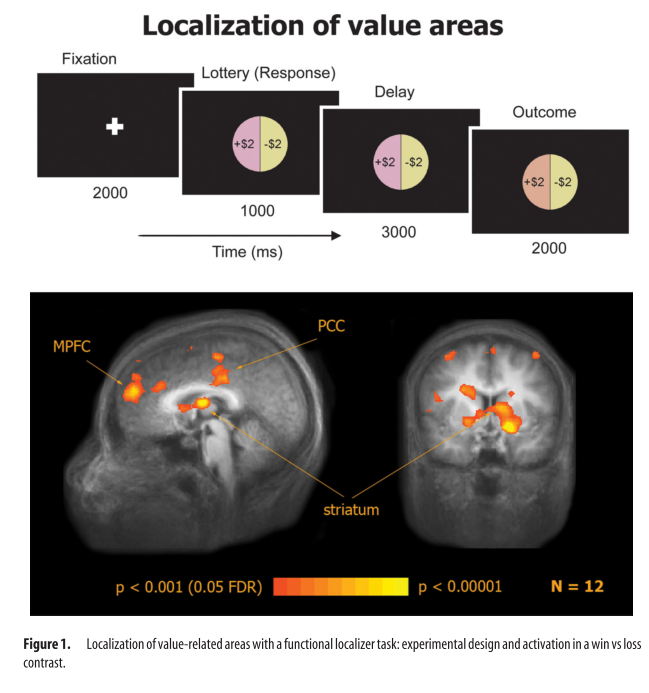 Localization of value areas
Fixation
Lottery (Response)
Delay
Outcome
+$2 -$2
+$2 -$2
+$2 -$2
2000
1000
3000
2000
Time (ms)
MPFC
PCC
striatum
p < 0.001 (0.05 FDR)
p < 0.00001
N = 12
Figure 1. Localization of value-related areas with a functional localizer task: experimental design and activation in a win vs loss
contrast.